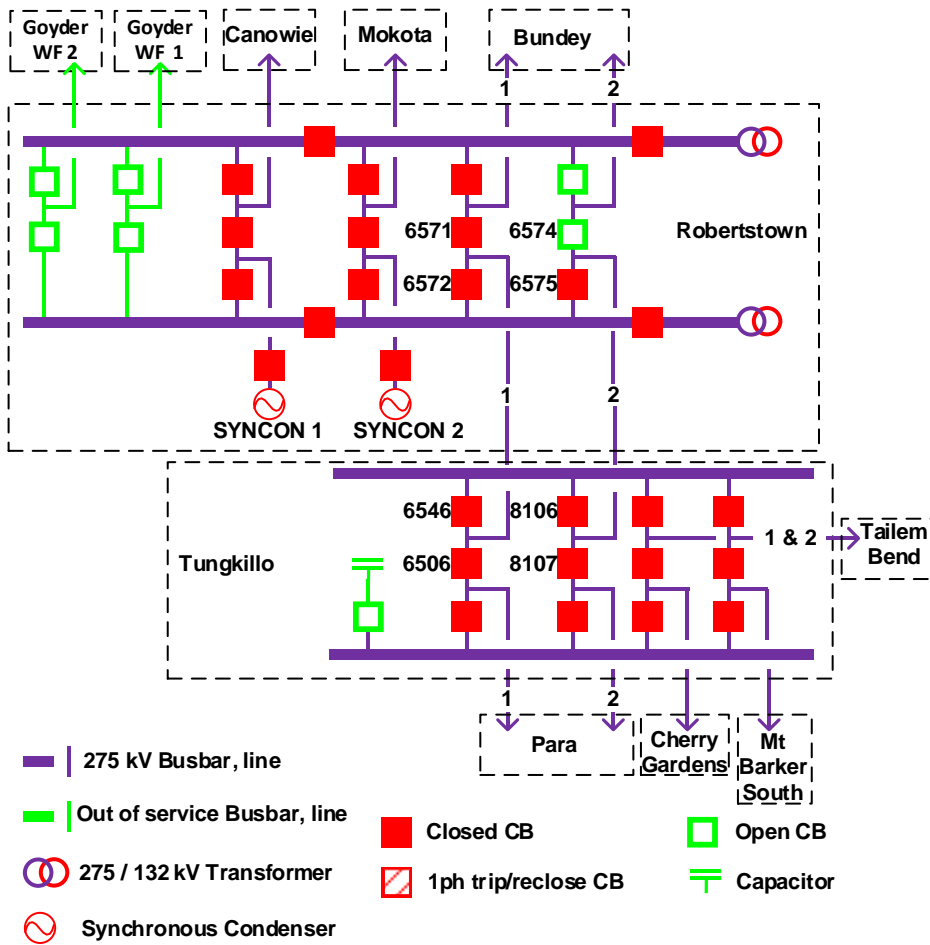 Goyder
WF 2
Goyder
WF 1
Canowie
Mokota
Bundey
1
2
6571
6574
Robertstown
6572
6575
1
2
SYNCON 1
SYNCON 2
6546
8106
1 & 2
Tailem
Bend
Tungkillo
6506
8107
1
2
Para
Cherry
Gardens
Mt
Barker
South
275 kV Busbar, line
Out of service Busbar, line
Closed CB
Open CB
275 / 132 kV Transformer
1ph trip/reclose CB
Capacitor
Synchronous Condenser